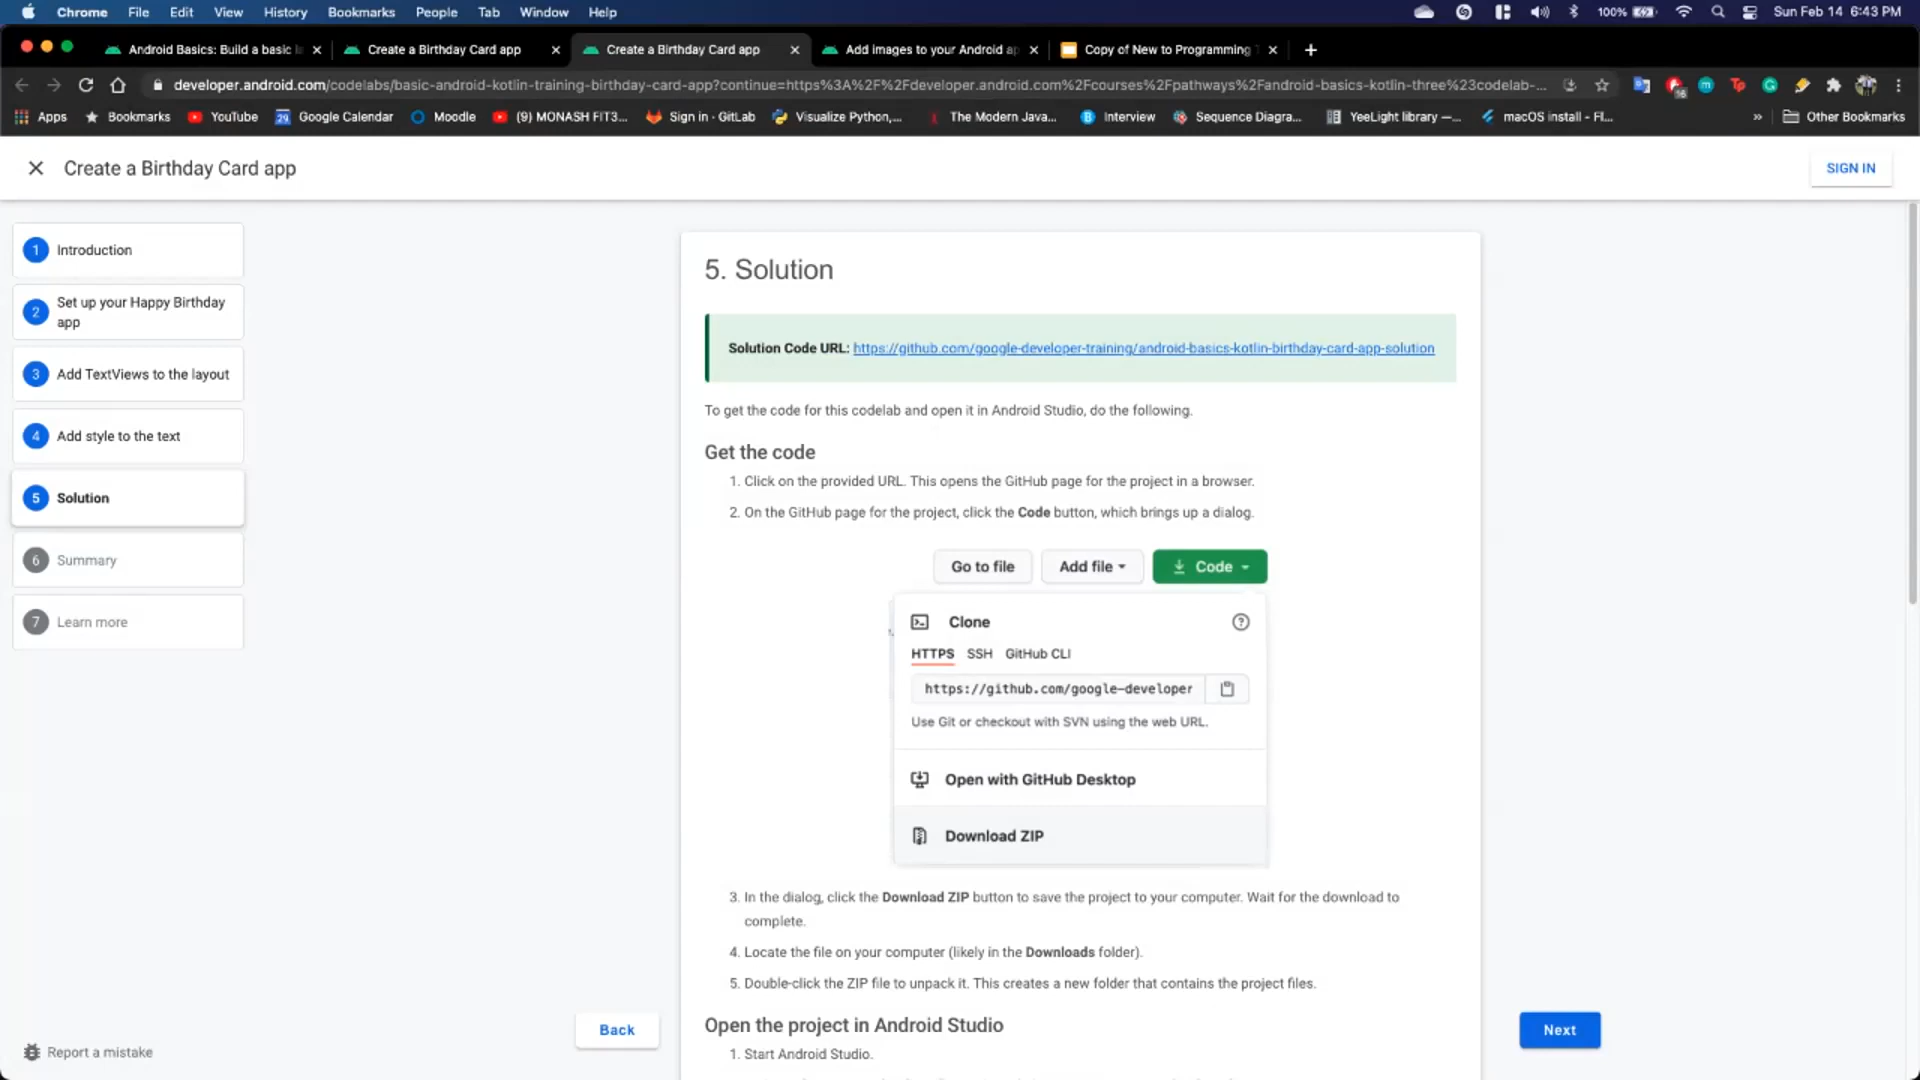 Chrome File Edit View History Bookmarks People Tab Window Help 100% Sun Feb 14 6:43 PM
Android Basics: Build a basic Create a Birthday Card app Create a Birthday Card app Add images to your Android ap Copy of New to Programming
developer.android.com/codelabs/basic-android-kotlin-training-birthday-card-app?continue=https%3A%2F%2Fdeveloper.android.com%2Fcourses%2Fpathways%2Fandroid-basics-kotlin-three%23codelab-...
Apps Bookmarks YouTube Google Calendar Moodle (9) MONASH FIT3... Sign in · GitLab Visualize Python,... The Modern Java... Interview Sequence Diagra... YeeLight library —... macOS install - Fl... » Other Bookmarks
Create a Birthday Card app
SIGN IN
1 Introduction
2 Set up your Happy Birthday
app
3 Add TextViews to the layout
4 Add style to the text
5 Solution
6 Summary
7 Learn more
5. Solution
Solution Code URL: https://github.com/google-developer-training/android-basics-kotlin-birthday-card-app-solution
To get the code for this codelab and open it in Android Studio, do the following.
Get the code
1. Click on the provided URL. This opens the GitHub page for the project in a browser.
2. On the GitHub page for the project, click the Code button, which brings up a dialog.
Go to file Add file Code
Clone
HTTPS SSH GitHub CLI
https://github.com/google-developer
Use Git or checkout with SVN using the web URL.
Open with GitHub Desktop
Download ZIP
3. In the dialog, click the Download ZIP button to save the project to your computer. Wait for the download to
complete.
4. Locate the file on your computer (likely in the Downloads folder).
5. Double-click the ZIP file to unpack it. This creates a new folder that contains the project files.
Open the project in Android Studio
1. Start Android Studio.
Back
Next
Report a mistake